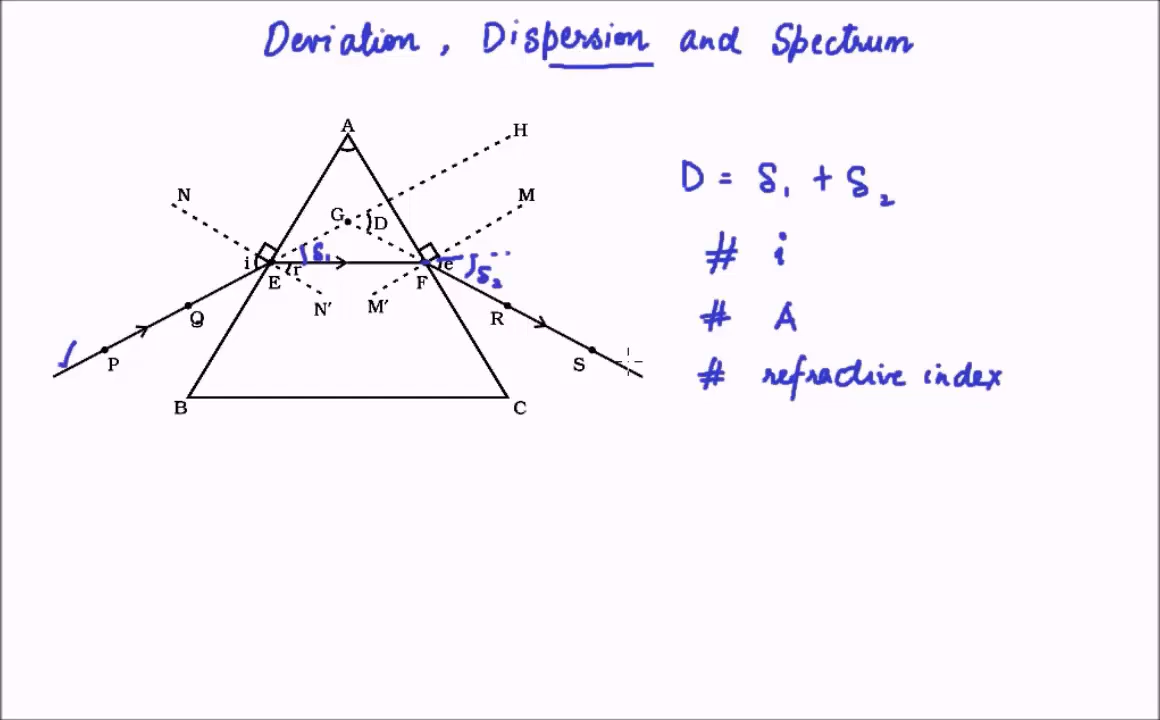 Deviation, Dispersion and Spectrum
A
H
N
M
G
D
D = δ₁ + δ₂
i
r
δ₁
e
δ₂
E
F
# i
N′
M′
Q
R
# A
P
S
# refractive index
B
C